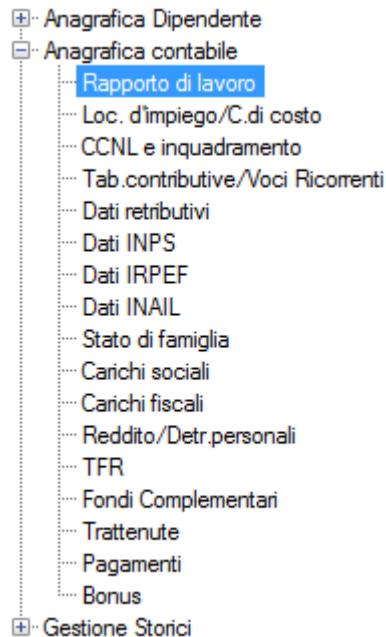 Anagrafica Dipendente
Anagrafica contabile
Rapporto di lavoro
Loc. d'impiego/C.di costo
CCNL e inquadramento
Tab.contributive/Voci Ricorrenti
Dati retributivi
Dati INPS
Dati IRPEF
Dati INAIL
Stato di famiglia
Carichi sociali
Carichi fiscali
Reddito/Detr.personali
TFR
Fondi Complementari
Trattenute
Pagamenti
Bonus
Gestione Storici